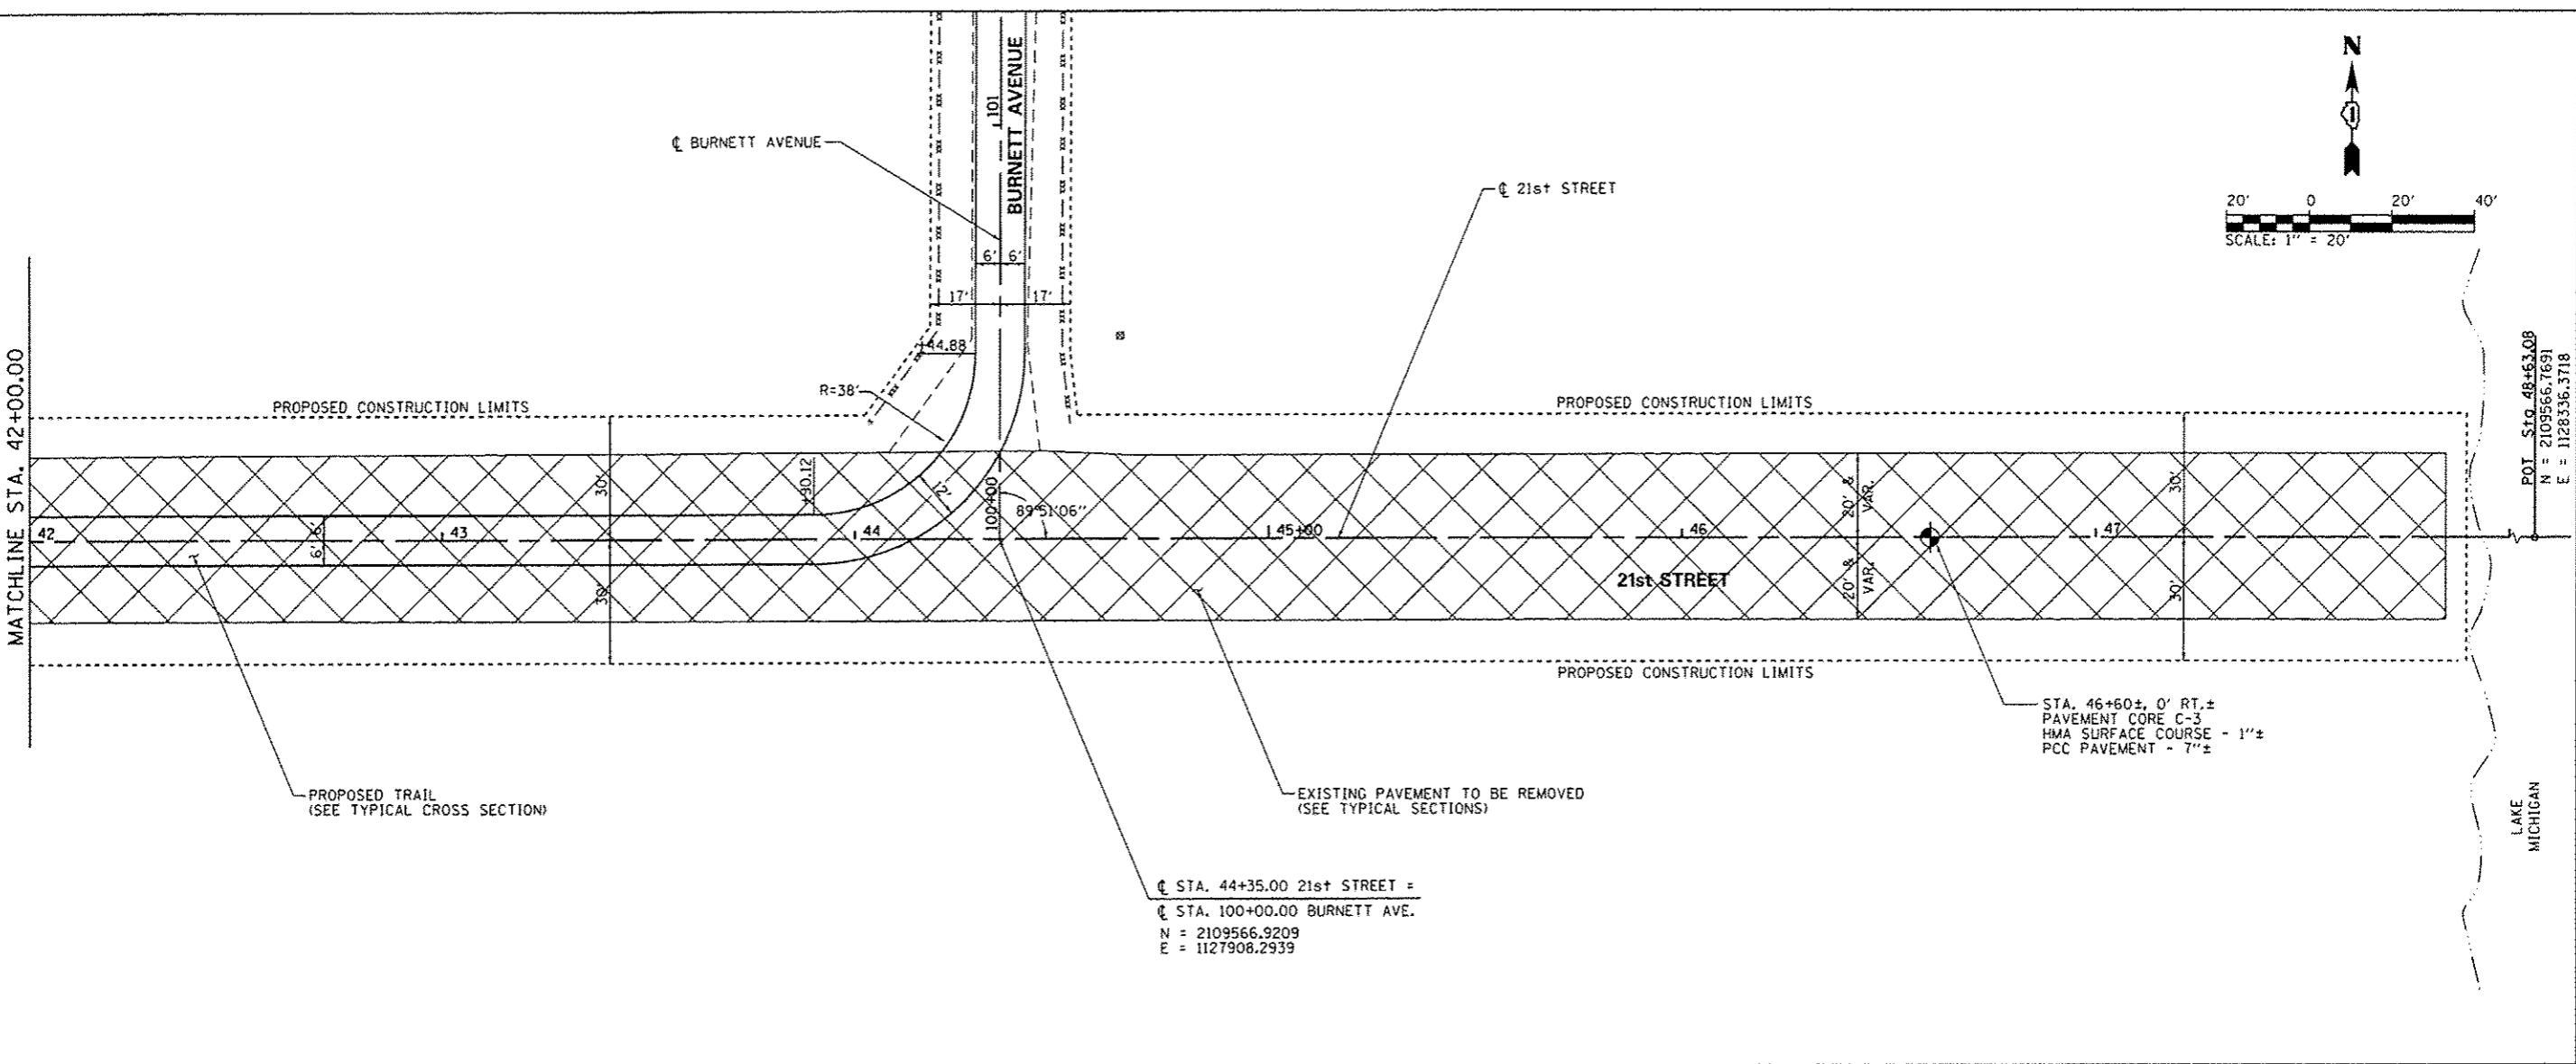 N
1
20' 0 20' 40'
SCALE: 1" = 20'
101
BURNETT AVENUE
℄ BURNETT AVENUE
℄ 21st STREET
6' 6'
17' 17'
+44.88
R=38'
MATCHLINE STA. 42+00.00
PROPOSED CONSTRUCTION LIMITS
PROPOSED CONSTRUCTION LIMITS
POT Sta 48+63.08
N = 2109566.7691
E = 1128336.3718
30'
+90.12
12'
100+00
89°51'06"
20' & VAR.
30'
42
6' 6'
43
44
45+00
46
47
30'
20' & VAR.
30'
21st STREET
PROPOSED CONSTRUCTION LIMITS
STA. 46+60±, 0' RT.±
PAVEMENT CORE C-3
HMA SURFACE COURSE - 1"±
PCC PAVEMENT - 7"±
PROPOSED TRAIL
(SEE TYPICAL CROSS SECTION)
EXISTING PAVEMENT TO BE REMOVED
(SEE TYPICAL SECTIONS)
LAKE
MICHIGAN
℄ STA. 44+35.00 21st STREET =
℄ STA. 100+00.00 BURNETT AVE.
N = 2109566.9209
E = 1127908.2939